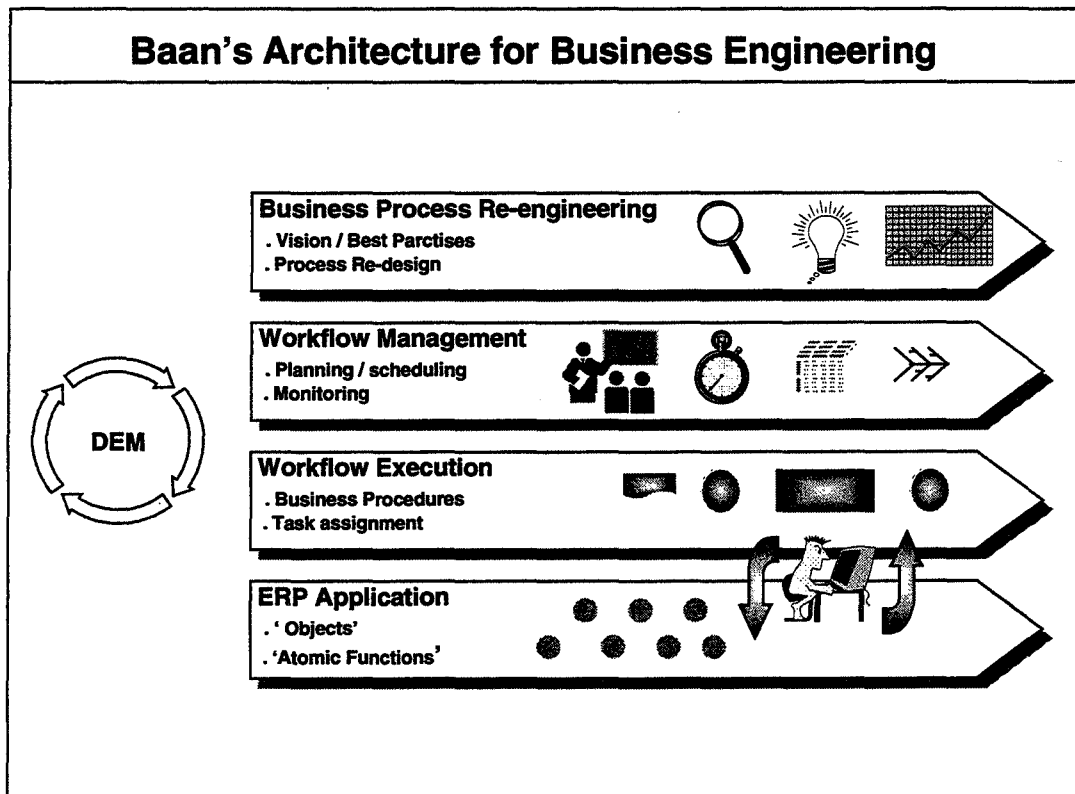 Baan's Architecture for Business Engineering
Business Process Re-engineering
. Vision / Best Parctises
. Process Re-design
Workflow Management
. Planning / scheduling
. Monitoring
DEM
Workflow Execution
. Business Procedures
. Task assignment
ERP Application
. ' Objects'
. 'Atomic Functions'